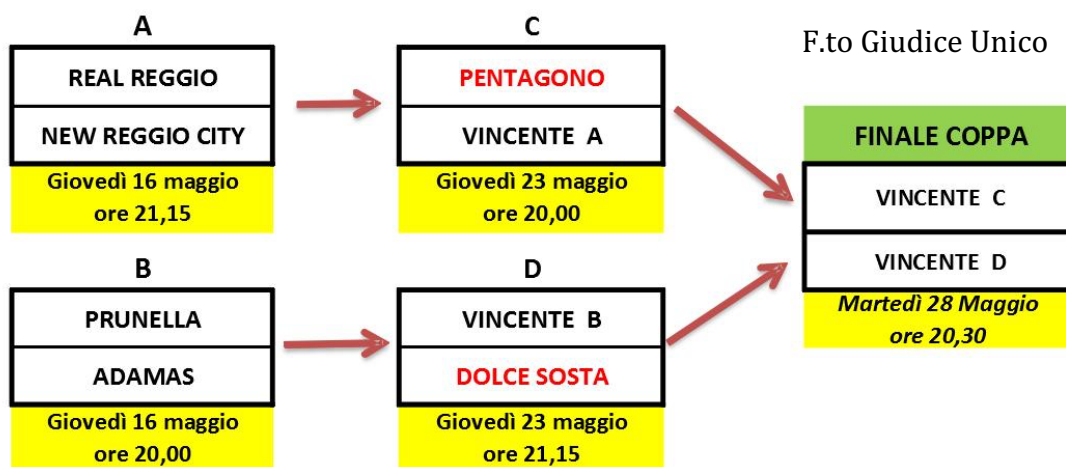 A
REAL REGGIO
NEW REGGIO CITY
Giovedì 16 maggio
ore 21,15
B
PRUNELLA
ADAMAS
Giovedì 16 maggio
ore 20,00
C
PENTAGONO
VINCENTE A
Giovedì 23 maggio
ore 20,00
D
VINCENTE B
DOLCE SOSTA
Giovedì 23 maggio
ore 21,15
F.to Giudice Unico
FINALE COPPA
VINCENTE C
VINCENTE D
Martedì 28 Maggio
ore 20,30